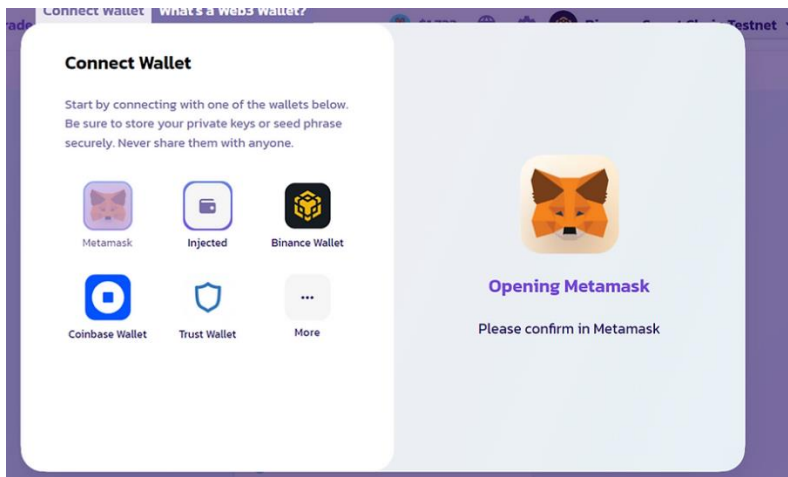 Connect Wallet What's a Web3 Wallet?
Testnet
Connect Wallet
Start by connecting with one of the wallets below.
Be sure to store your private keys or seed phrase
securely. Never share them with anyone.
Metamask Injected Binance Wallet
Coinbase Wallet Trust Wallet More
Opening Metamask
Please confirm in Metamask